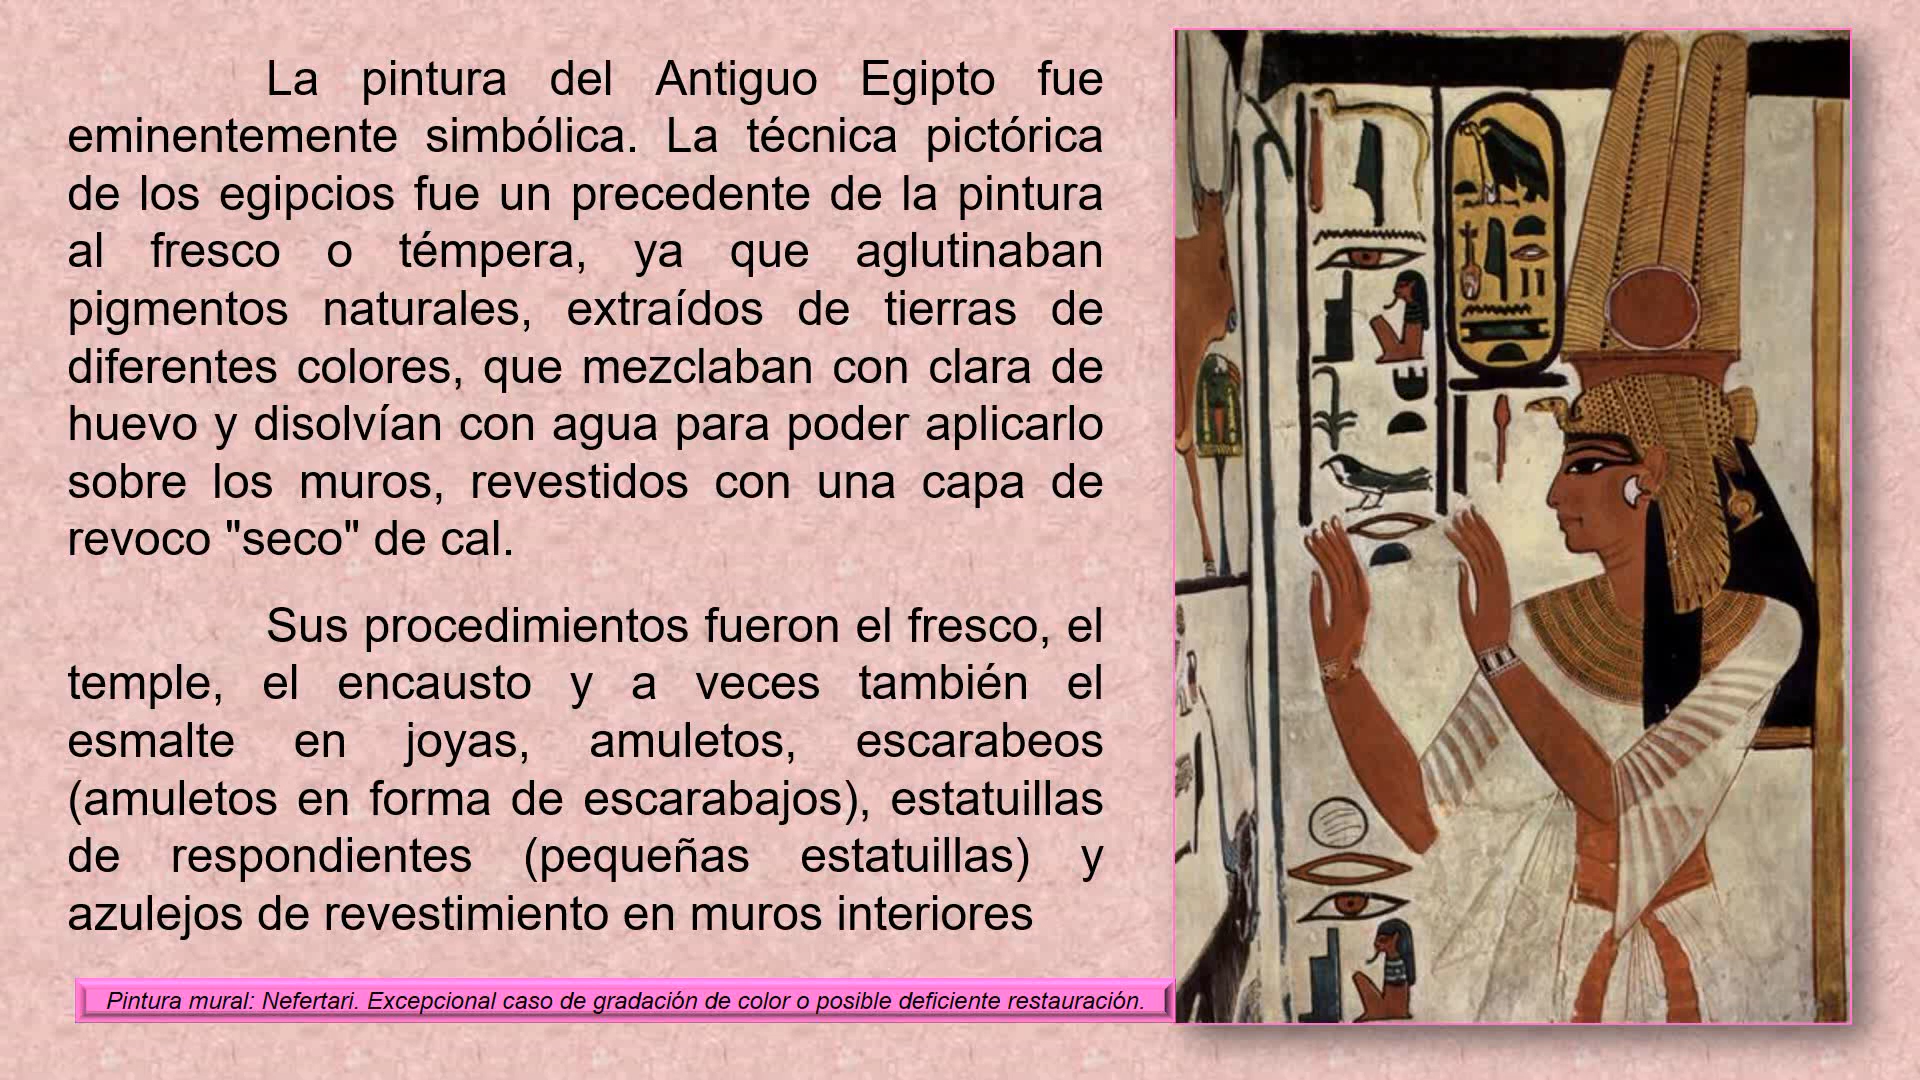 La pintura del Antiguo Egipto fue
eminentemente simbólica. La técnica pictórica
de los egipcios fue un precedente de la pintura
al fresco o témpera, ya que aglutinaban
pigmentos naturales, extraídos de tierras de
diferentes colores, que mezclaban con clara de
huevo y disolvían con agua para poder aplicarlo
sobre los muros, revestidos con una capa de
revoco "seco" de cal.
Sus procedimientos fueron el fresco, el
temple, el encausto y a veces también el
esmalte en joyas, amuletos, escarabeos
(amuletos en forma de escarabajos), estatuillas
de respondientes (pequeñas estatuillas) y
azulejos de revestimiento en muros interiores
Pintura mural: Nefertari. Excepcional caso de gradación de color o posible deficiente restauración.